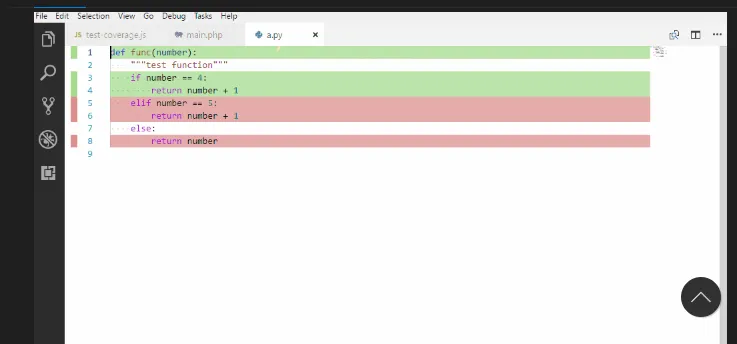 File Edit Selection View Go Debug Tasks Help
JS test-coverage.js main.php a.py ×
1 def func(number):
2 """test function"""
3 if number == 4:
4 return number + 1
5 elif number == 5:
6 return number + 1
7 else:
8 return number
9